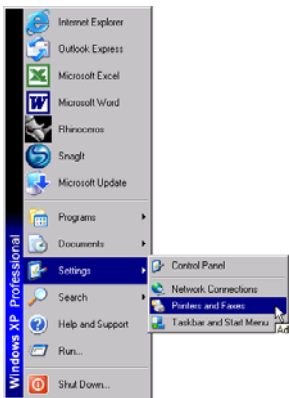 Internet Explorer
Outlook Express
Microsoft Excel
Microsoft Word
Rhinoceros
SnagIt
Microsoft Update
Programs
Documents
Settings
Search
Help and Support
Run...
Shut Down...
Windows XP Professional
Control Panel
Network Connections
Printers and Faxes
Taskbar and Start Menu
Ad